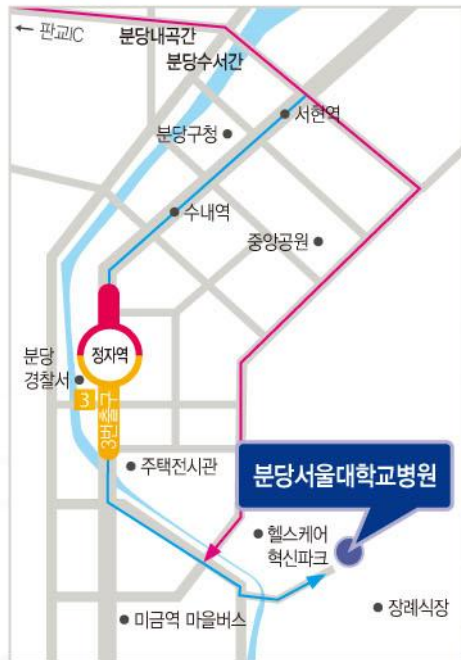 ← 판교IC
분당내곡간
분당수서간
서현역
분당구청
수내역
중앙공원
정자역
분당
경찰서
3
3번출구
주택전시관
분당서울대학교병원
헬스케어
혁신파크
장례식장
미금역 마을버스